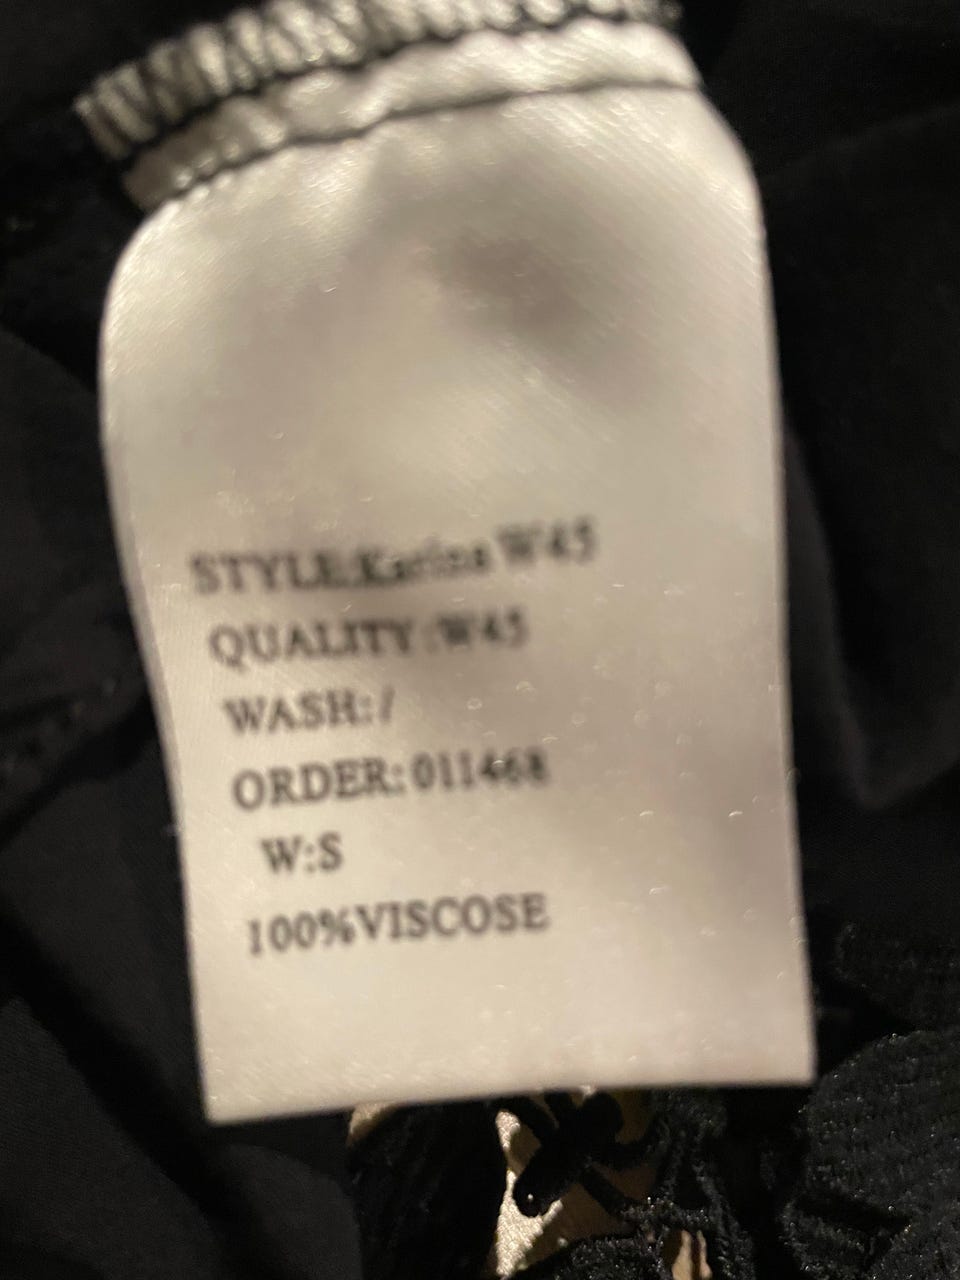 STYLE:Karina W45
QUALITY:W45
WASH:/
ORDER:011468
W:S
100%VISCOSE